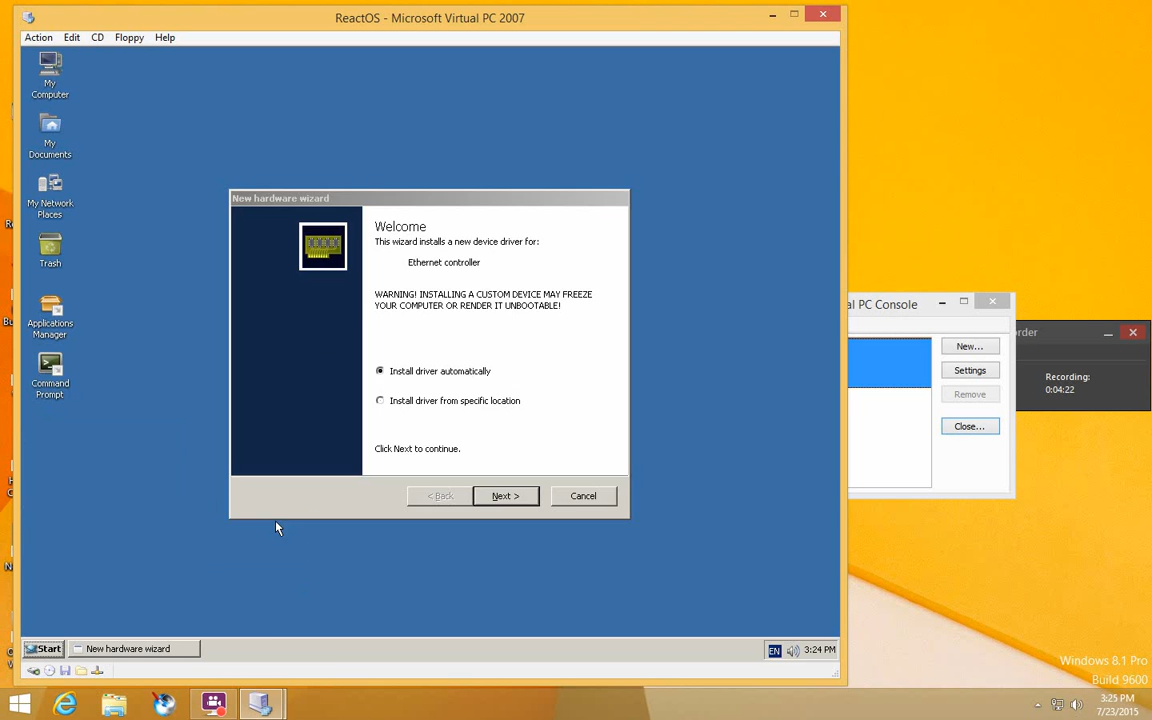 ReactOS - Microsoft Virtual PC 2007
Action Edit CD Floppy Help
My
Computer
My
Documents
My Network
Places
Trash
Applications
Manager
Command
Prompt
New hardware wizard
Welcome
This wizard installs a new device driver for:
Ethernet controller
WARNING! INSTALLING A CUSTOM DEVICE MAY FREEZE
YOUR COMPUTER OR RENDER IT UNBOOTABLE!
Install driver automatically
Install driver from specific location
Click Next to continue.
< Back Next > Cancel
al PC Console
New...
Settings
Remove
Close...
rder
Recording:
0:04:22
Start New hardware wizard EN 3:24 PM
Windows 8.1 Pro
Build 9600
3:25 PM
7/23/2015